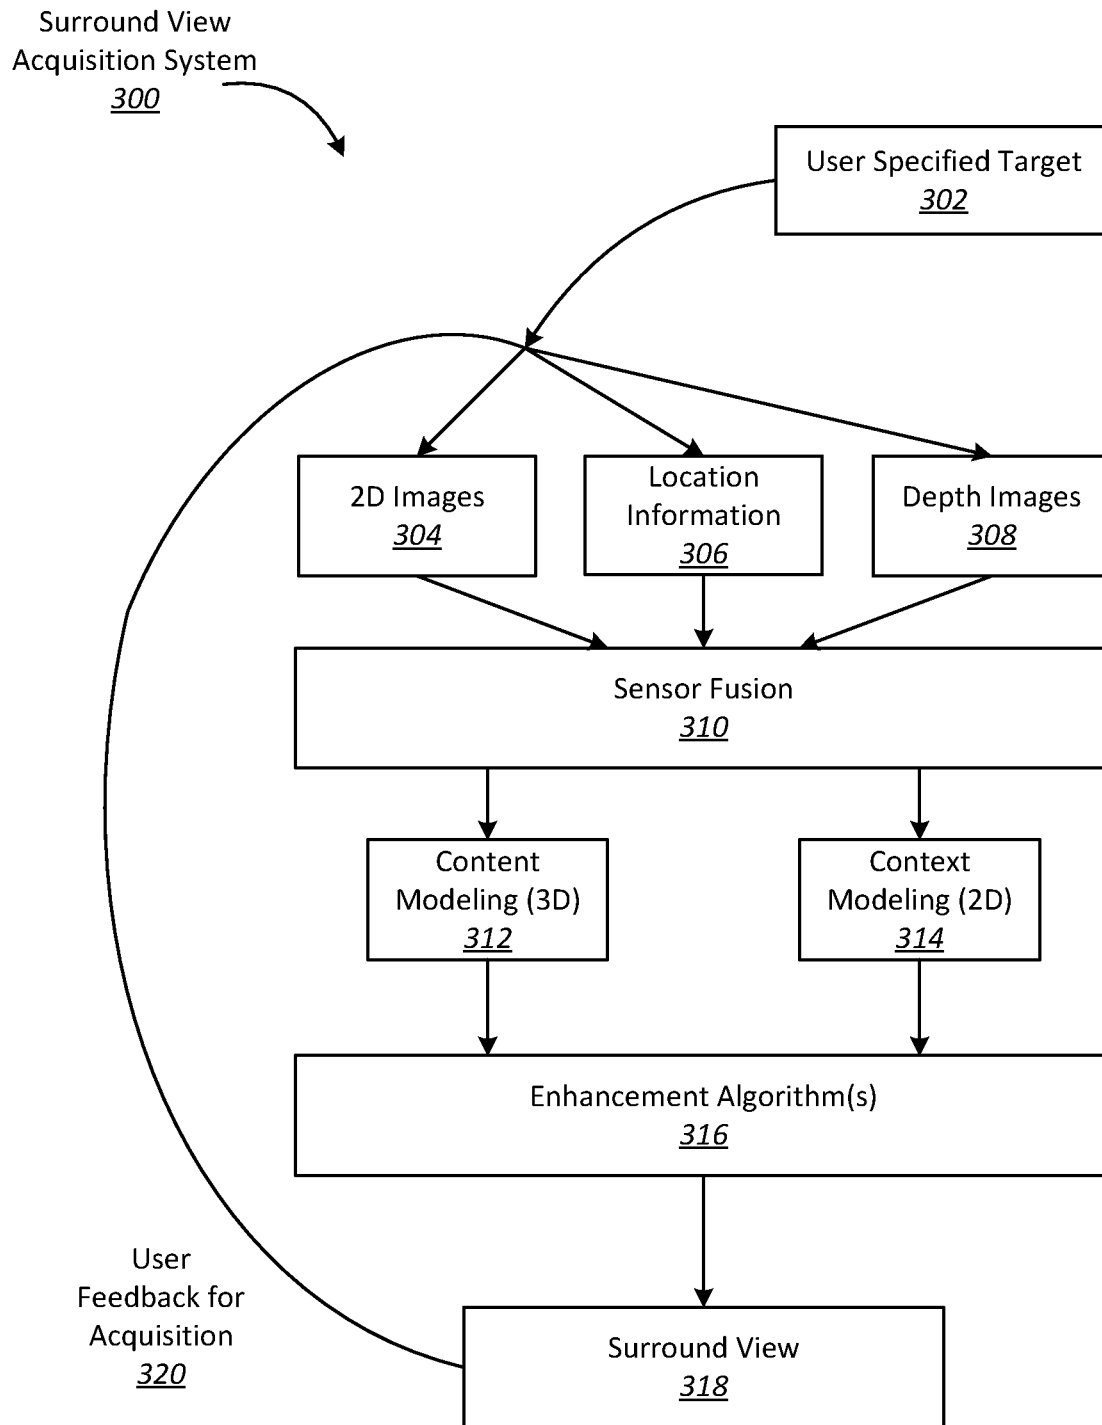 Surround View
Acquisition System
300
User Specified Target
302
2D Images
304
Location
Information
306
Depth Images
308
Sensor Fusion
310
Content
Modeling (3D)
312
Context
Modeling (2D)
314
Enhancement Algorithm(s)
316
User
Feedback for
Acquisition
320
Surround View
318